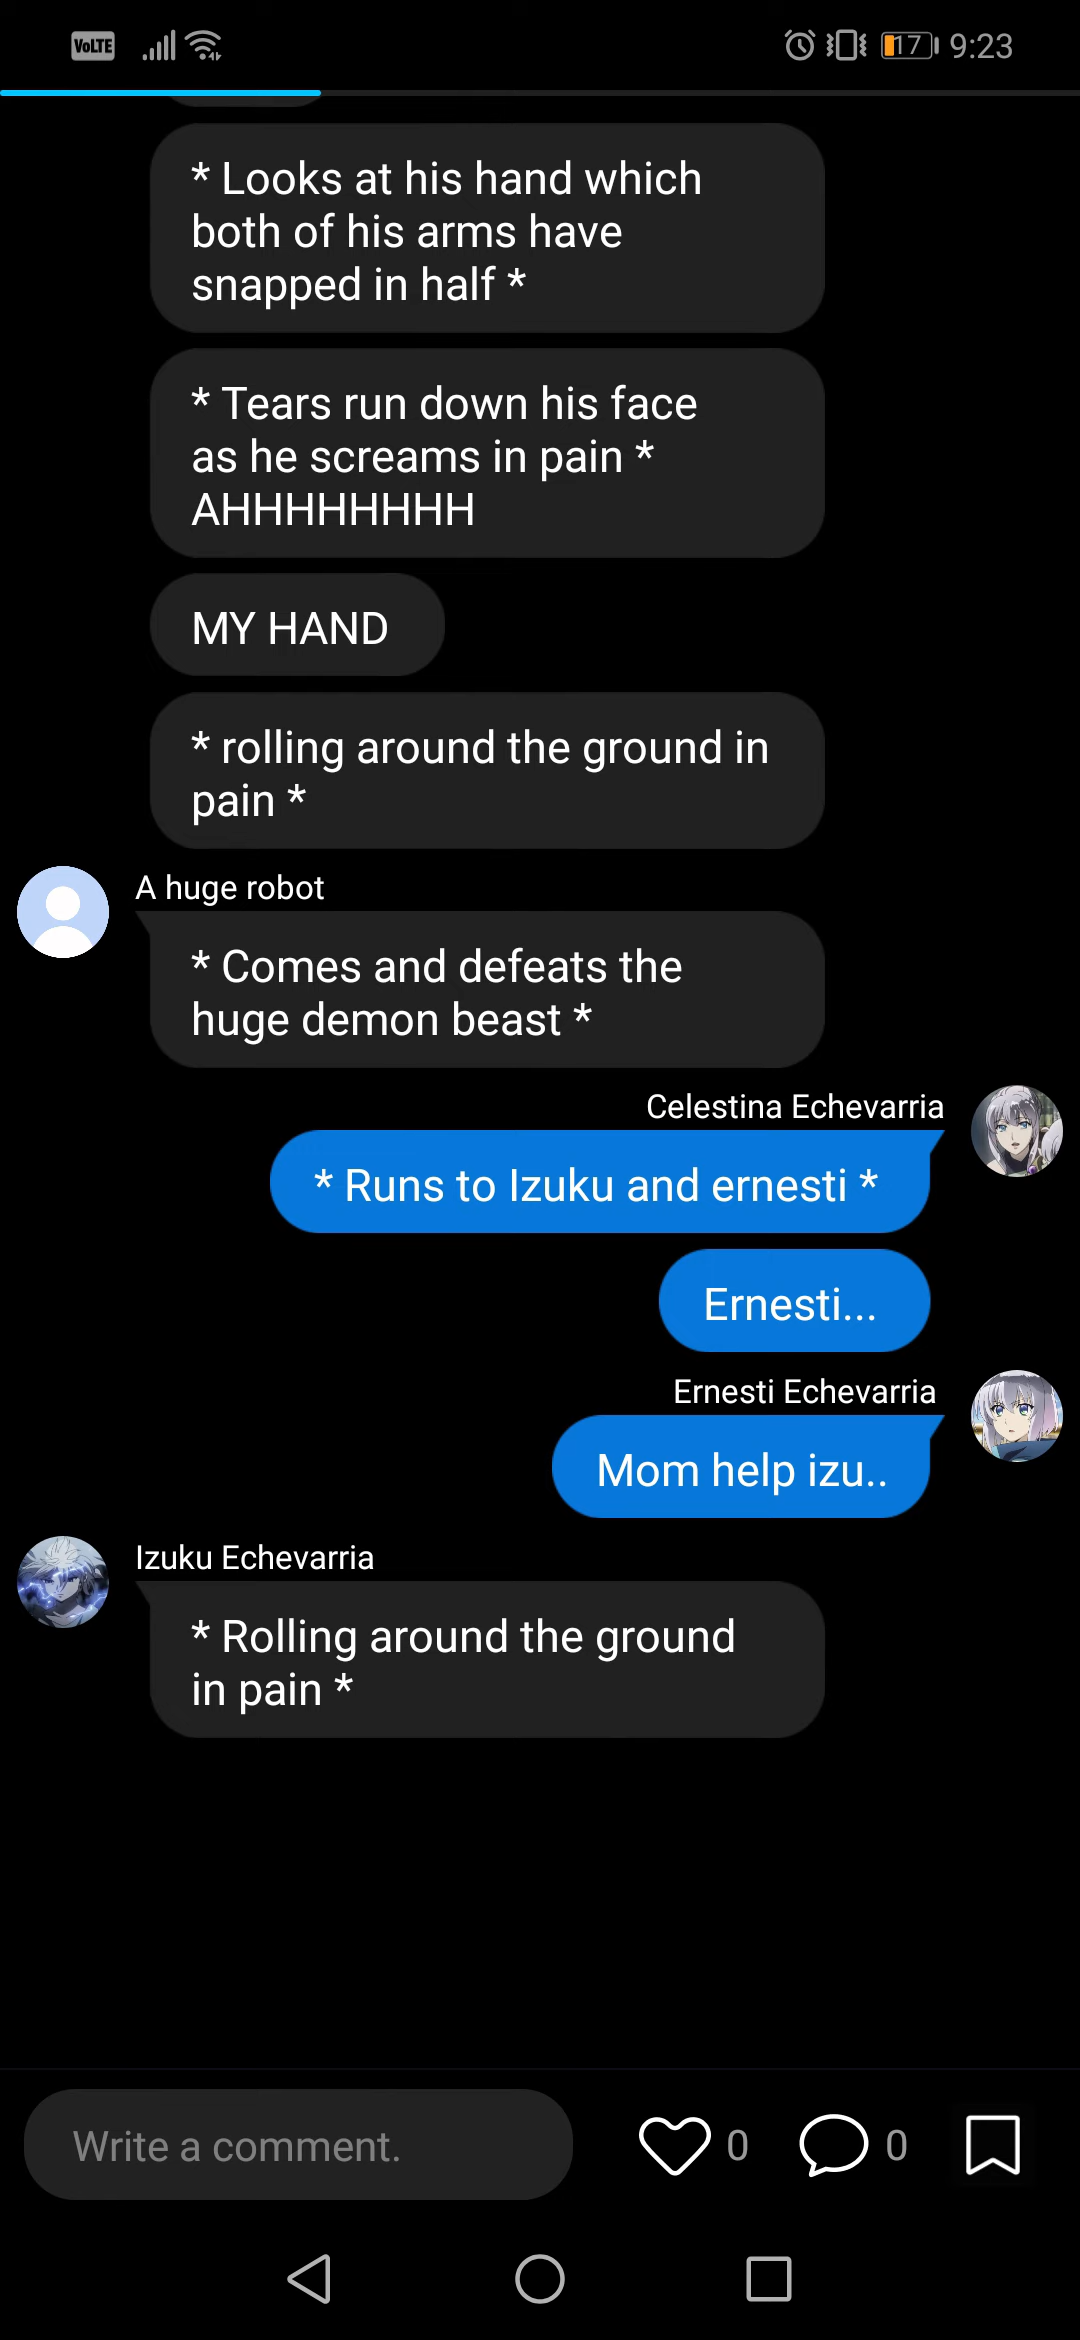 VoLTE 17 9:23
* Looks at his hand which
both of his arms have
snapped in half *
* Tears run down his face
as he screams in pain *
AHHHHHHHH
MY HAND
* rolling around the ground in
pain *
A huge robot
* Comes and defeats the
huge demon beast *
Celestina Echevarria
* Runs to Izuku and ernesti *
Ernesti...
Ernesti Echevarria
Mom help izu..
Izuku Echevarria
* Rolling around the ground
in pain *
Write a comment. 0 0